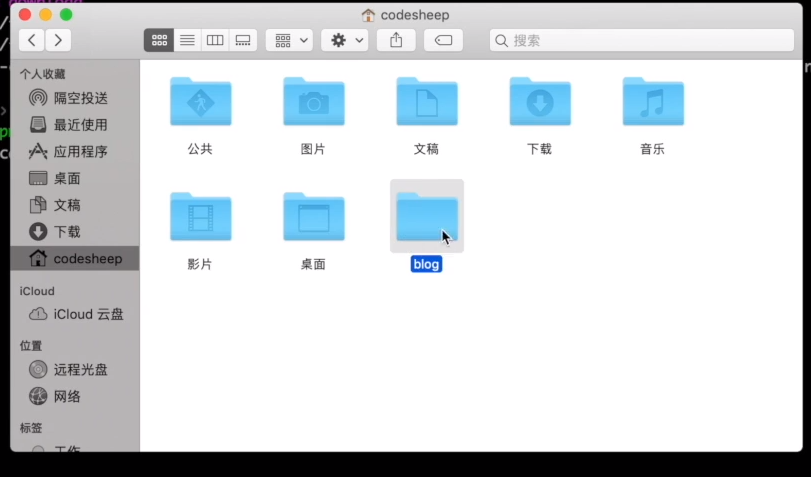 codesheep
搜索
个人收藏
隔空投送
最近使用
应用程序
桌面
文稿
下载
codesheep
iCloud
iCloud 云盘
位置
远程光盘
网络
标签
工作
公共
图片
文稿
下载
音乐
影片
桌面
blog